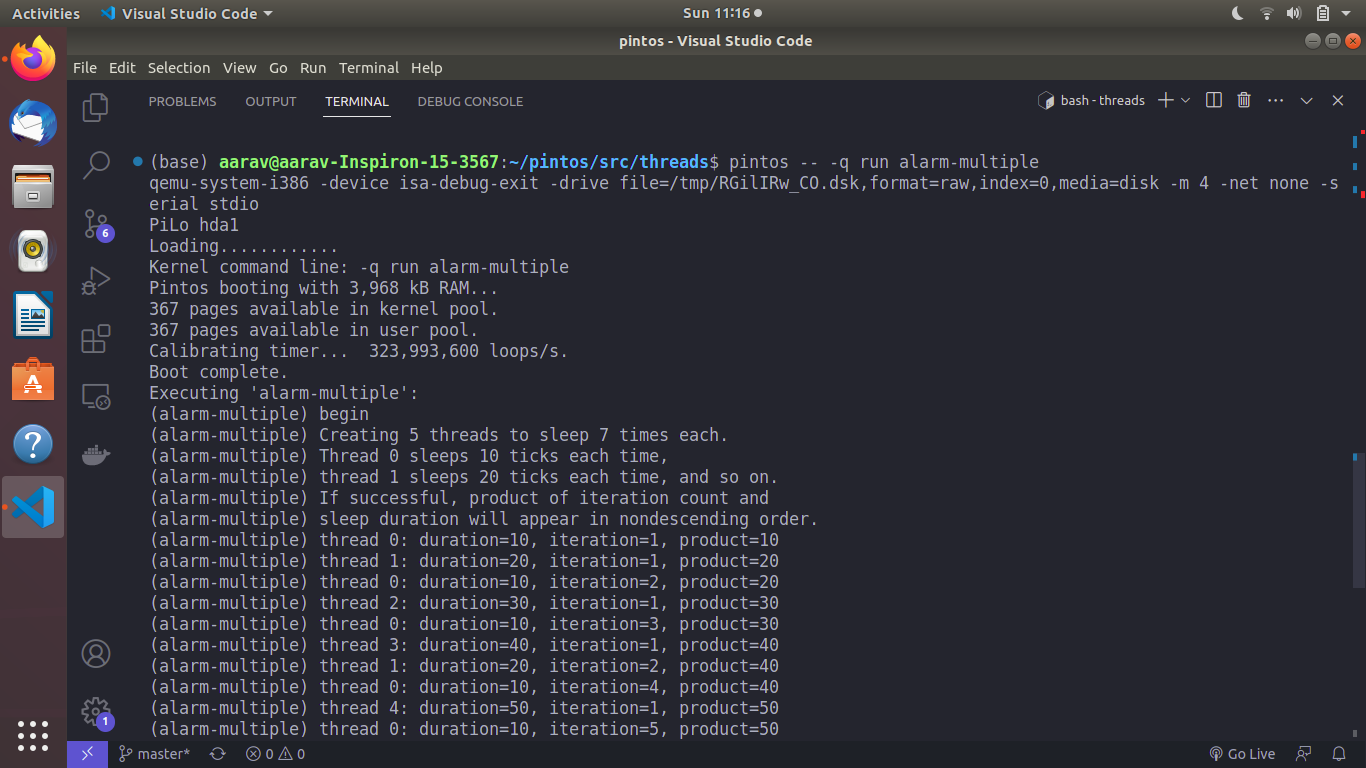 Activities Visual Studio Code Sun 11:16
pintos - Visual Studio Code
File Edit Selection View Go Run Terminal Help
PROBLEMS OUTPUT TERMINAL DEBUG CONSOLE bash - threads
(base) aarav@aarav-Inspiron-15-3567:~/pintos/src/threads$ pintos -- -q run alarm-multiple
qemu-system-i386 -device isa-debug-exit -drive file=/tmp/RGilIRw_CO.dsk,format=raw,index=0,media=disk -m 4 -net none -s
erial stdio
PiLo hda1
Loading............
Kernel command line: -q run alarm-multiple
Pintos booting with 3,968 kB RAM...
367 pages available in kernel pool.
367 pages available in user pool.
Calibrating timer...  323,993,600 loops/s.
Boot complete.
Executing 'alarm-multiple':
(alarm-multiple) begin
(alarm-multiple) Creating 5 threads to sleep 7 times each.
(alarm-multiple) Thread 0 sleeps 10 ticks each time,
(alarm-multiple) thread 1 sleeps 20 ticks each time, and so on.
(alarm-multiple) If successful, product of iteration count and
(alarm-multiple) sleep duration will appear in nondescending order.
(alarm-multiple) thread 0: duration=10, iteration=1, product=10
(alarm-multiple) thread 1: duration=20, iteration=1, product=20
(alarm-multiple) thread 0: duration=10, iteration=2, product=20
(alarm-multiple) thread 2: duration=30, iteration=1, product=30
(alarm-multiple) thread 0: duration=10, iteration=3, product=30
(alarm-multiple) thread 3: duration=40, iteration=1, product=40
(alarm-multiple) thread 1: duration=20, iteration=2, product=40
(alarm-multiple) thread 0: duration=10, iteration=4, product=40
(alarm-multiple) thread 4: duration=50, iteration=1, product=50
(alarm-multiple) thread 0: duration=10, iteration=5, product=50
6
1
master* 0 0 Go Live